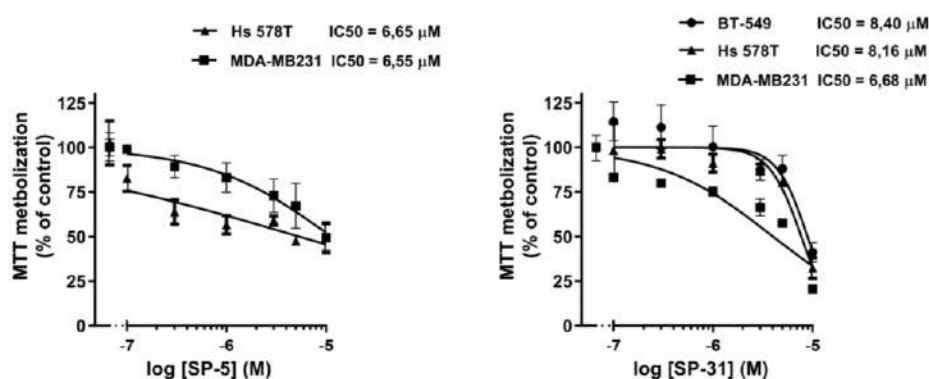 Hs 578T IC50 = 6,65 µM
MDA-MB231 IC50 = 6,55 µM
MTT metbolization
(% of control)
125
100
75
50
25
0
-7 -6 -5
log [SP-5] (M)
BT-549 IC50 = 8,40 µM
Hs 578T IC50 = 8,16 µM
MDA-MB231 IC50 = 6,68 µM
MTT metbolization
(% of control)
125
100
75
50
25
0
-7 -6 -5
log [SP-31] (M)